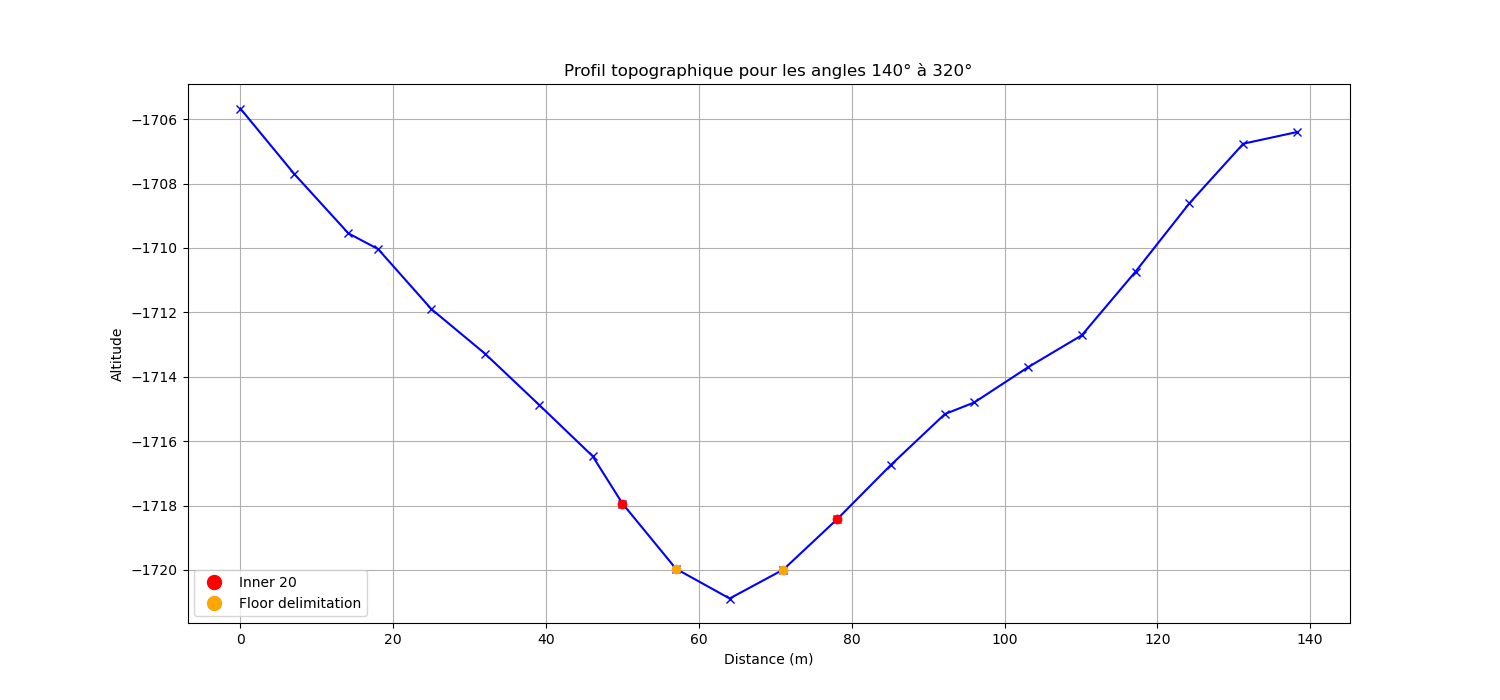 Profil topographique pour les angles 140° à 320°
Altitude
−1706
−1708
−1710
−1712
−1714
−1716
−1718
−1720
Inner 20
Floor delimitation
0 20 40 60 80 100 120 140
Distance (m)